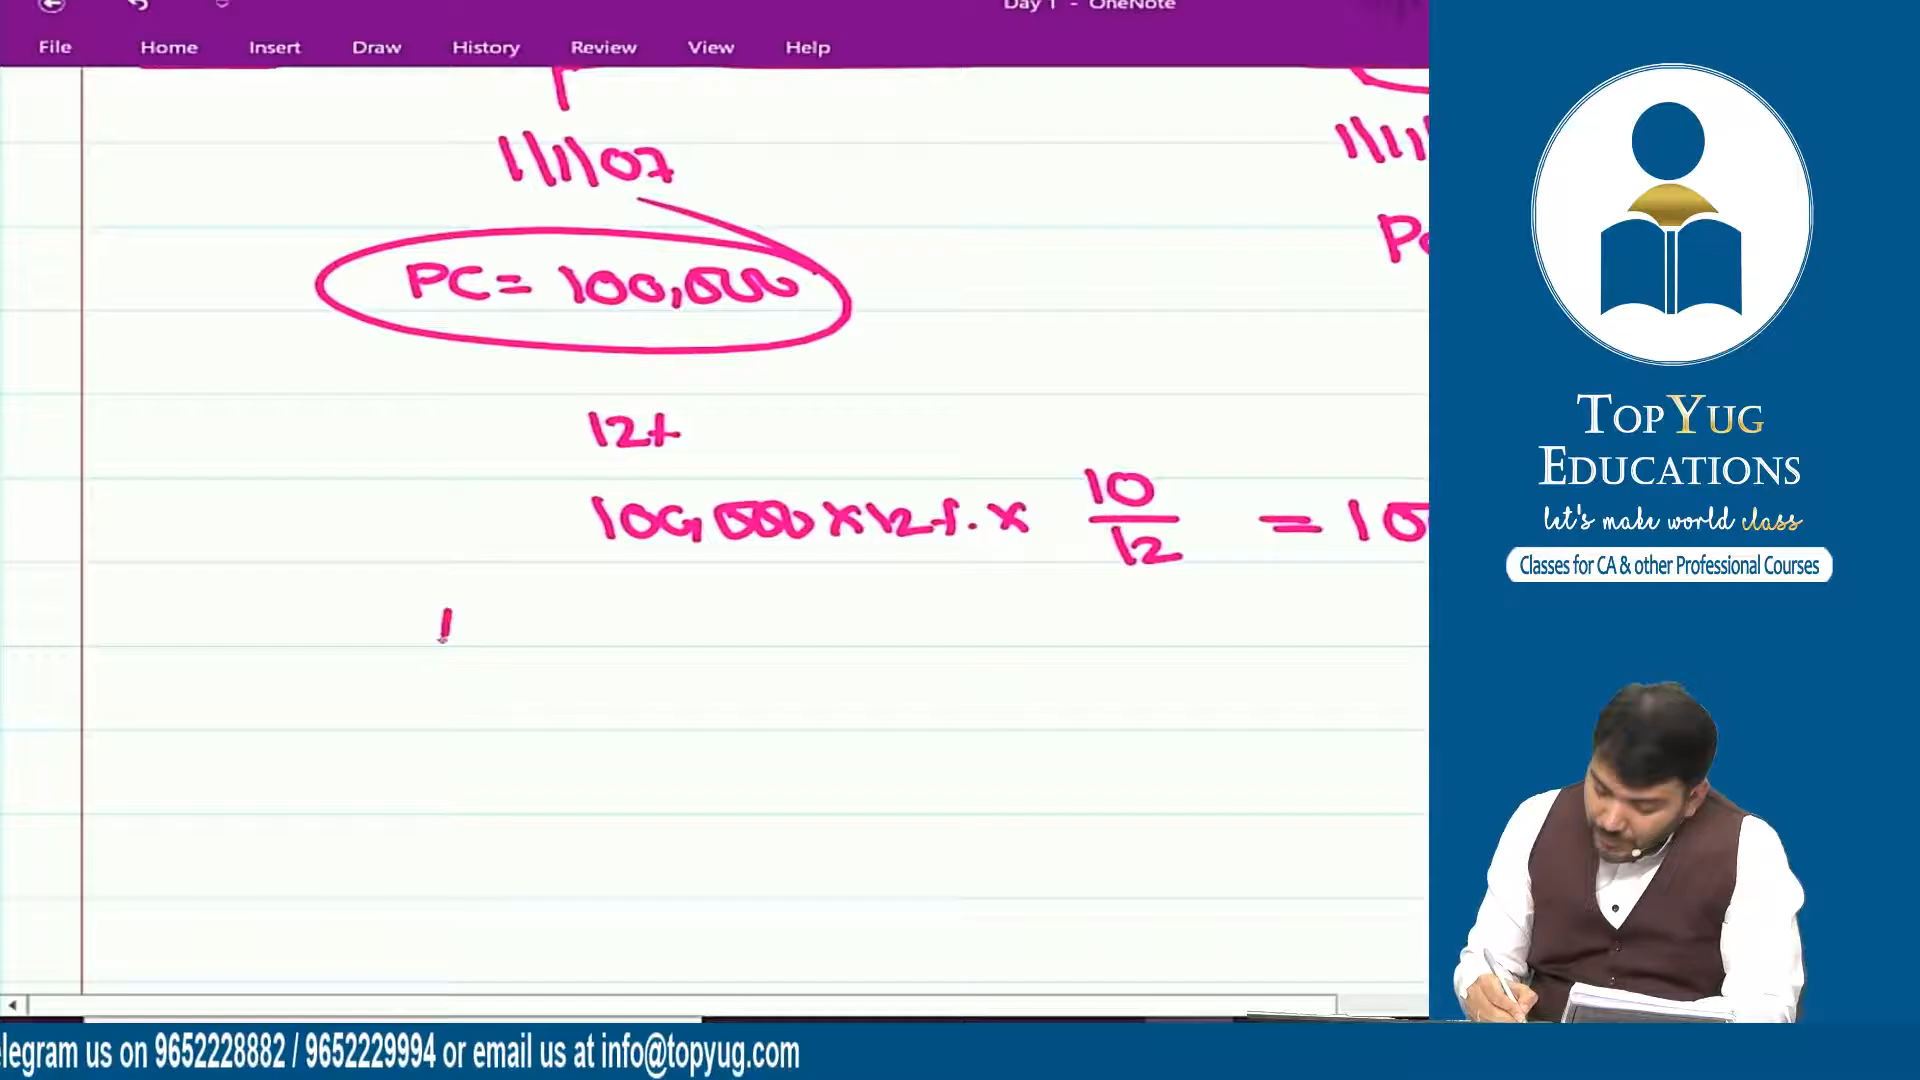 Day 1 - OneNote
File Home Insert Draw History Review View Help
1/1/07
PC = 100,000
12%
100,000 x 12% x 10/12 = 10
TOPYUG
EDUCATIONS
let's make world class
Classes for CA & other Professional Courses
elegram us on 9652228882 / 9652229994 or email us at info@topyug.com